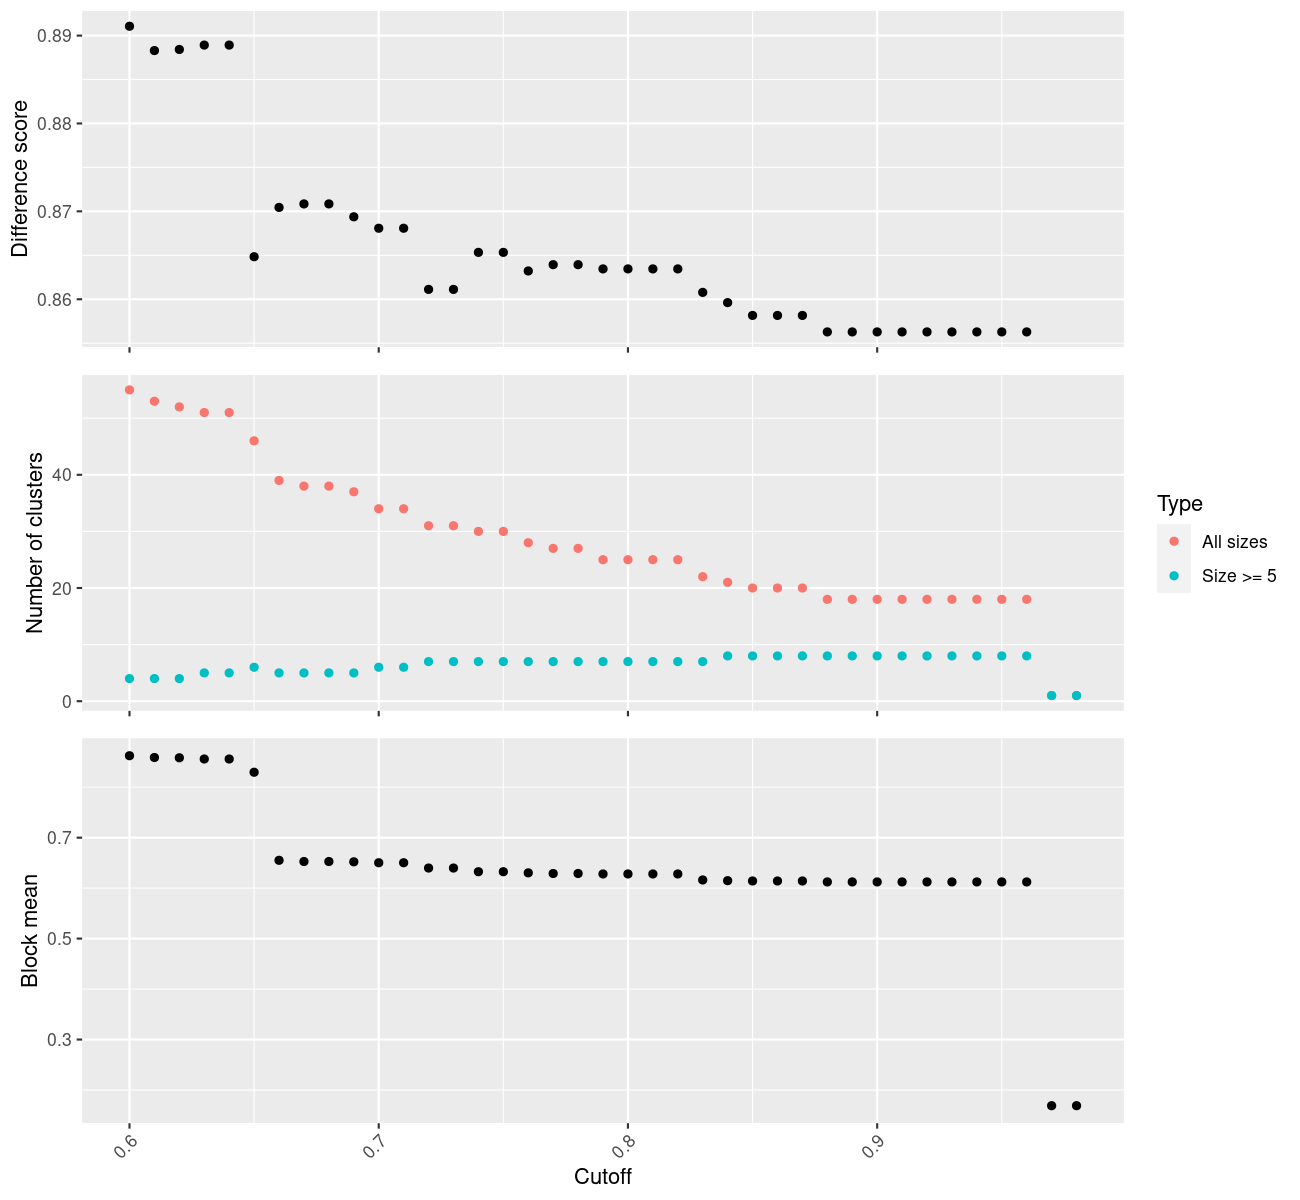 0.89
0.88
0.87
0.86
Difference score
40
20
0
Number of clusters
Type
All sizes
Size >= 5
0.7
0.5
0.3
Block mean
0.6
0.7
0.8
0.9
Cutoff